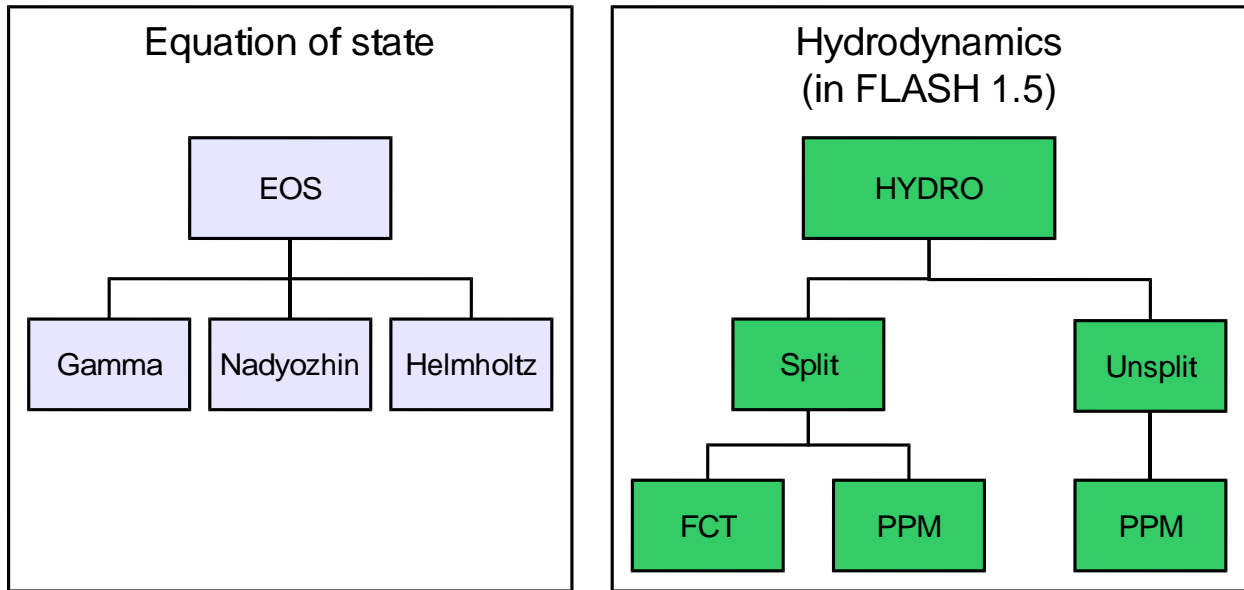 Equation of state
EOS
Gamma
Nadyozhin
Helmholtz
Hydrodynamics
(in FLASH 1.5)
HYDRO
Split
Unsplit
FCT
PPM
PPM